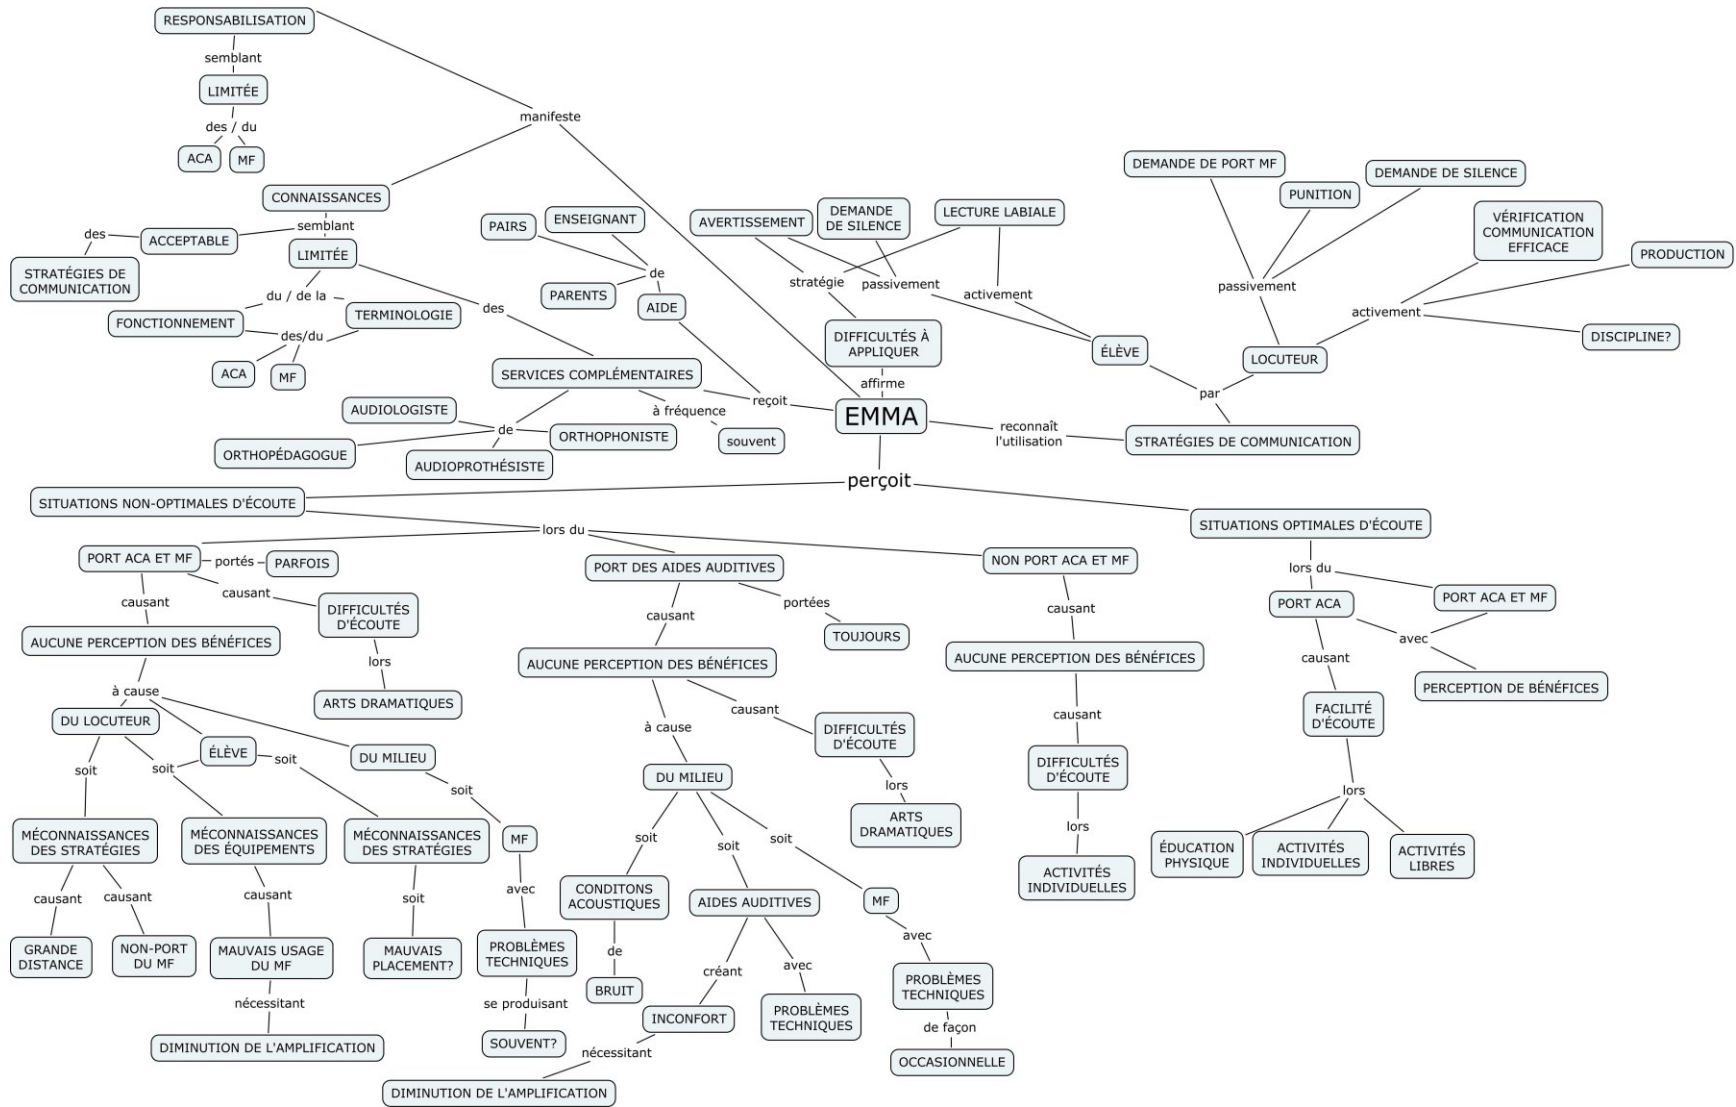 RESPONSABILISATION
semblant
LIMITÉE
des / du
ACA
MF
manifeste
CONNAISSANCES
semblant
des
ACCEPTABLE
STRATÉGIES DE
COMMUNICATION
LIMITÉE
du / de la
FONCTIONNEMENT
TERMINOLOGIE
des/du
ACA
MF
des
SERVICES COMPLÉMENTAIRES
PAIRS
ENSEIGNANT
de
PARENTS
AIDE
reçoit
à fréquence
souvent
AUDIOLOGISTE
de
ORTHOPHONISTE
ORTHOPÉDAGOGUE
AUDIOPROTHÉSISTE
AVERTISSEMENT
DEMANDE
DE SILENCE
LECTURE LABIALE
stratégie
passivement
activement
DIFFICULTÉS À
APPLIQUER
affirme
ÉLÈVE
EMMA
DEMANDE DE PORT MF
PUNITION
DEMANDE DE SILENCE
VÉRIFICATION
COMMUNICATION
EFFICACE
PRODUCTION
passivement
activement
DISCIPLINE?
LOCUTEUR
par
reconnaît
l'utilisation
STRATÉGIES DE COMMUNICATION
perçoit
SITUATIONS NON-OPTIMALES D'ÉCOUTE
SITUATIONS OPTIMALES D'ÉCOUTE
lors du
PORT ACA ET MF
portés
PARFOIS
causant
causant
DIFFICULTÉS
D'ÉCOUTE
lors
ARTS DRAMATIQUES
AUCUNE PERCEPTION DES BÉNÉFICES
à cause
DU LOCUTEUR
ÉLÈVE
DU MILIEU
soit
soit
soit
soit
MÉCONNAISSANCES
DES STRATÉGIES
MÉCONNAISSANCES
DES ÉQUIPEMENTS
MÉCONNAISSANCES
DES STRATÉGIES
MF
causant
causant
causant
soit
avec
GRANDE
DISTANCE
NON-PORT
DU MF
MAUVAIS USAGE
DU MF
MAUVAIS
PLACEMENT?
PROBLÈMES
TECHNIQUES
nécessitant
se produisant
DIMINUTION DE L'AMPLIFICATION
SOUVENT?
PORT DES AIDES AUDITIVES
causant
portées
TOUJOURS
AUCUNE PERCEPTION DES BÉNÉFICES
à cause
causant
DIFFICULTÉS
D'ÉCOUTE
lors
ARTS
DRAMATIQUES
DU MILIEU
soit
soit
soit
CONDITONS
ACOUSTIQUES
AIDES AUDITIVES
MF
de
créant
avec
avec
BRUIT
INCONFORT
PROBLÈMES
TECHNIQUES
PROBLÈMES
TECHNIQUES
nécessitant
de façon
DIMINUTION DE L'AMPLIFICATION
OCCASIONNELLE
NON PORT ACA ET MF
causant
AUCUNE PERCEPTION DES BÉNÉFICES
causant
DIFFICULTÉS
D'ÉCOUTE
lors
ACTIVITÉS
INDIVIDUELLES
lors du
PORT ACA
PORT ACA ET MF
avec
causant
PERCEPTION DE BÉNÉFICES
FACILITÉ
D'ÉCOUTE
lors
ÉDUCATION
PHYSIQUE
ACTIVITÉS
INDIVIDUELLES
ACTIVITÉS
LIBRES